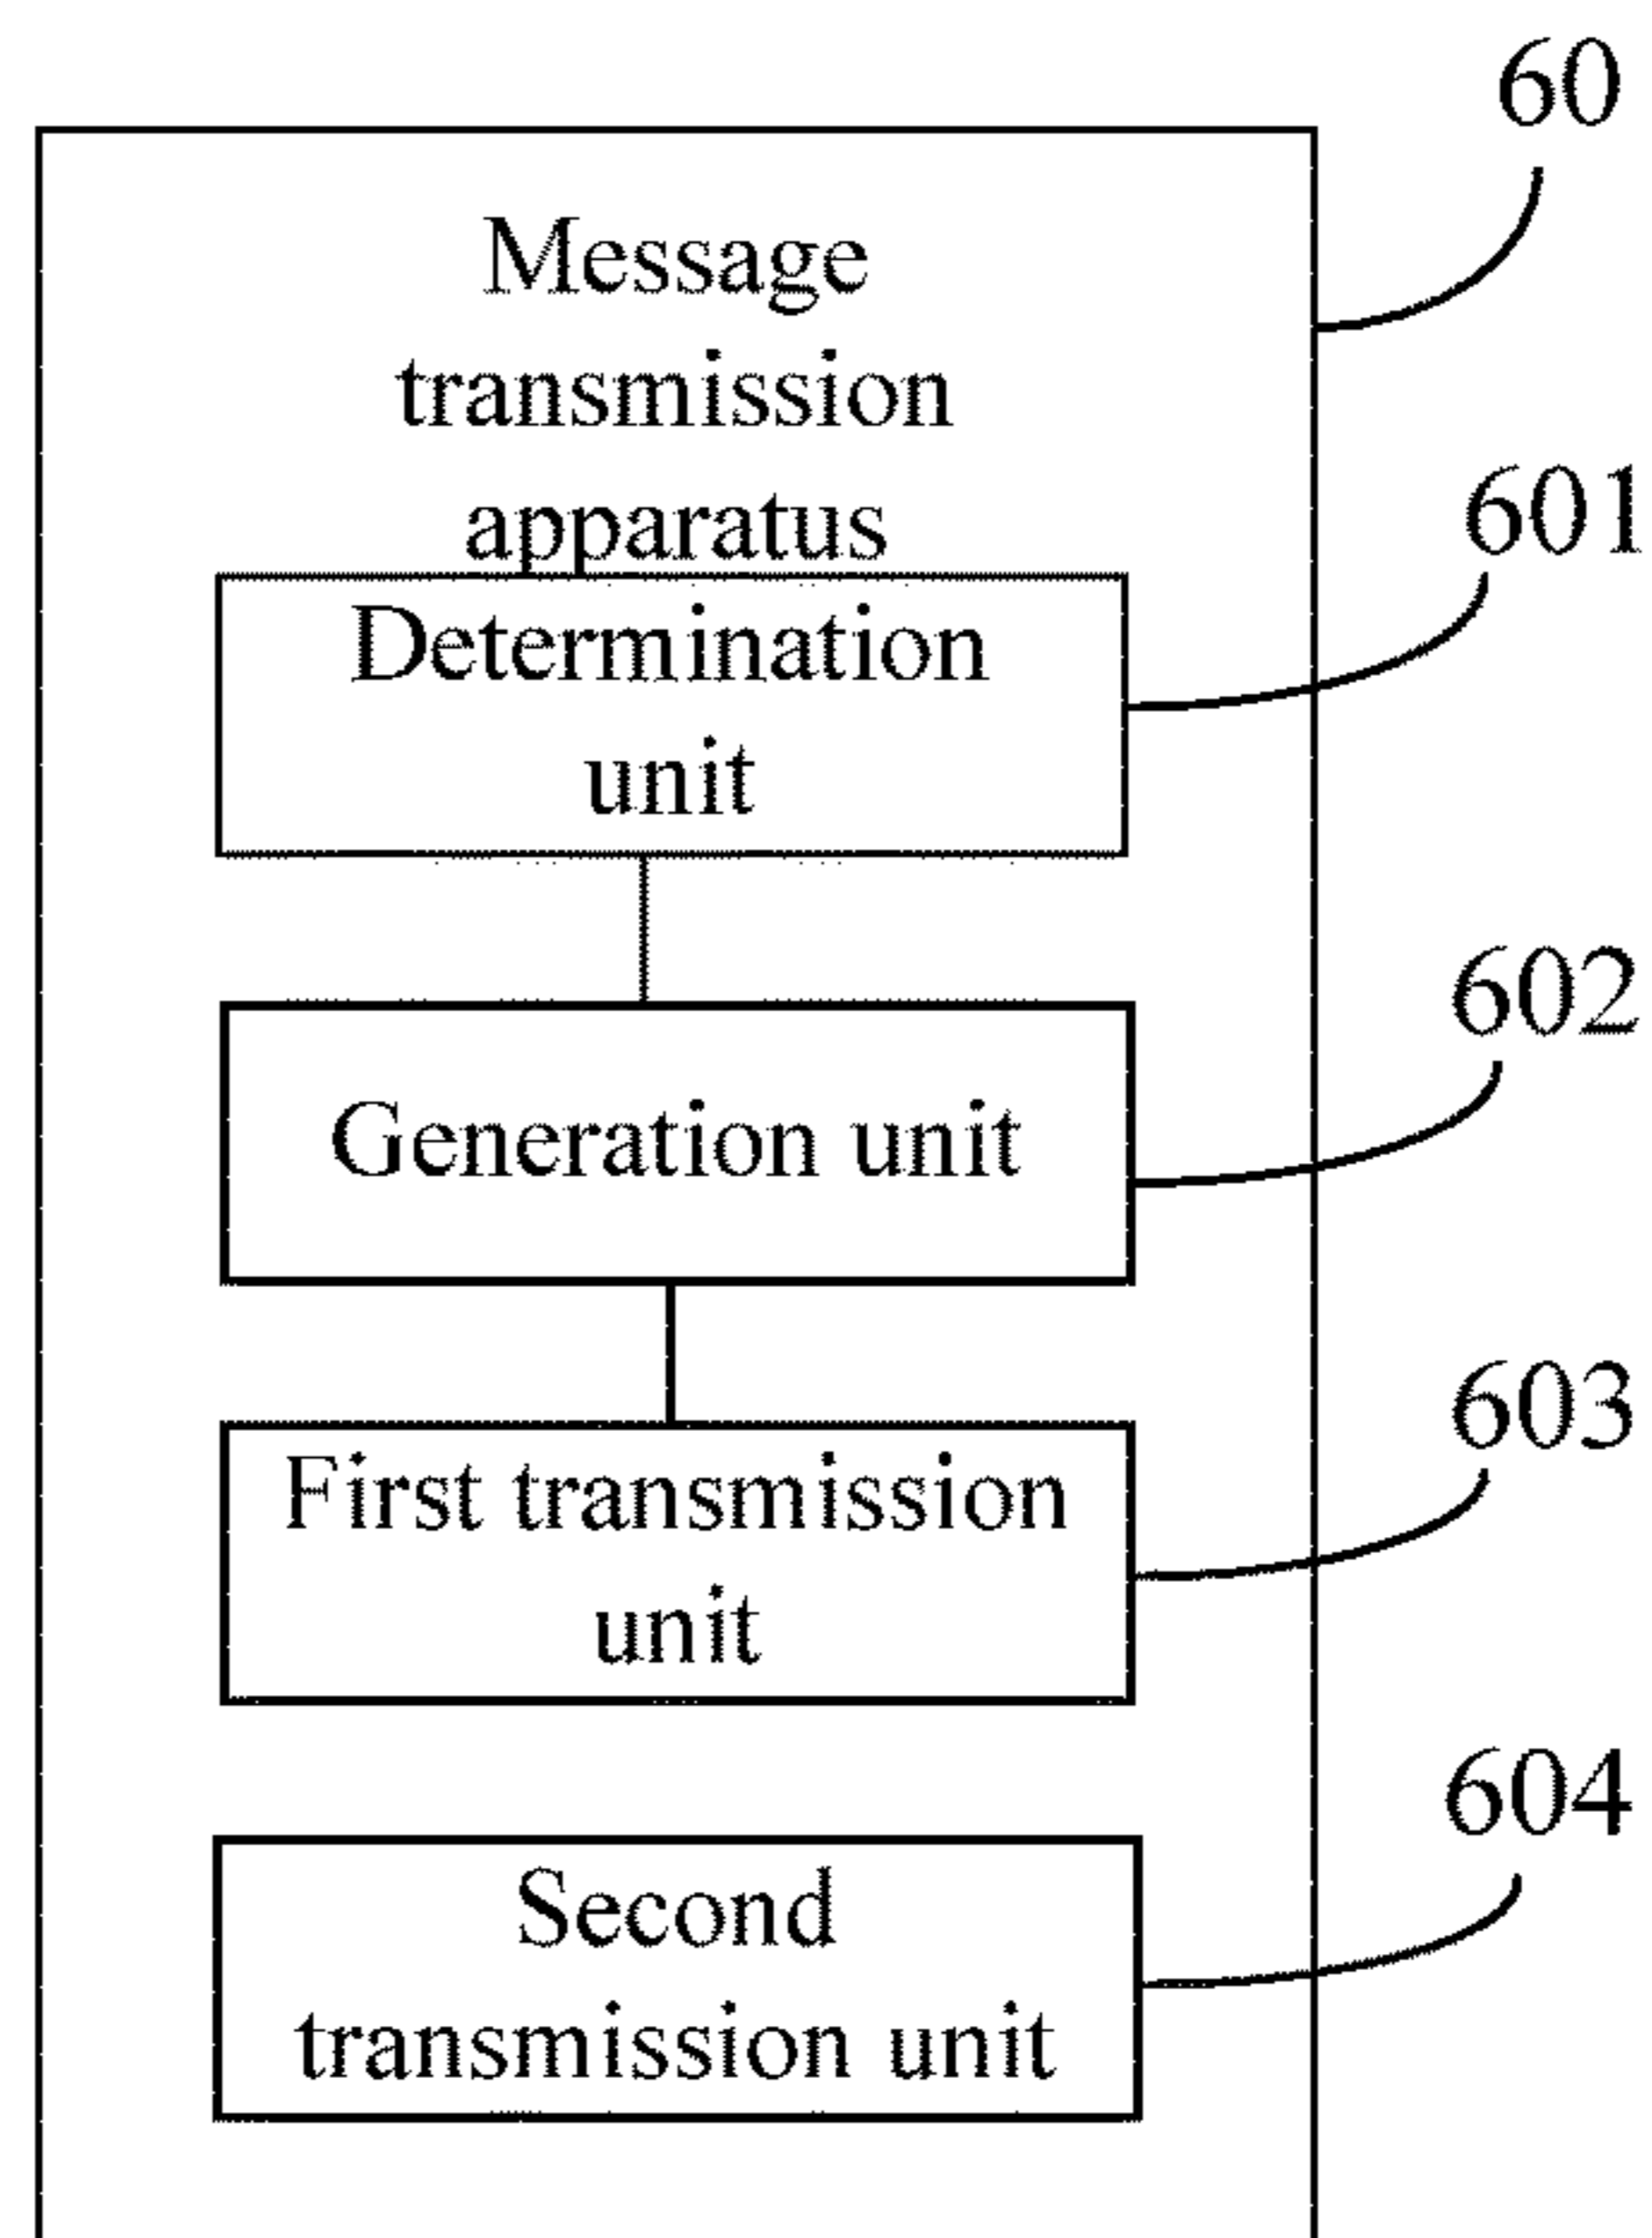 60
Message
transmission
apparatus
601
Determination
unit
602
Generation unit
603
First transmission
unit
604
Second
transmission unit